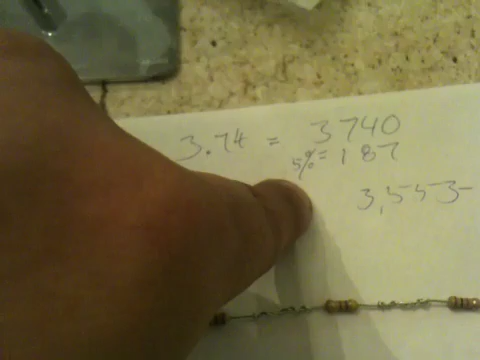 3.74 = 3740
5% = 187
3,553-